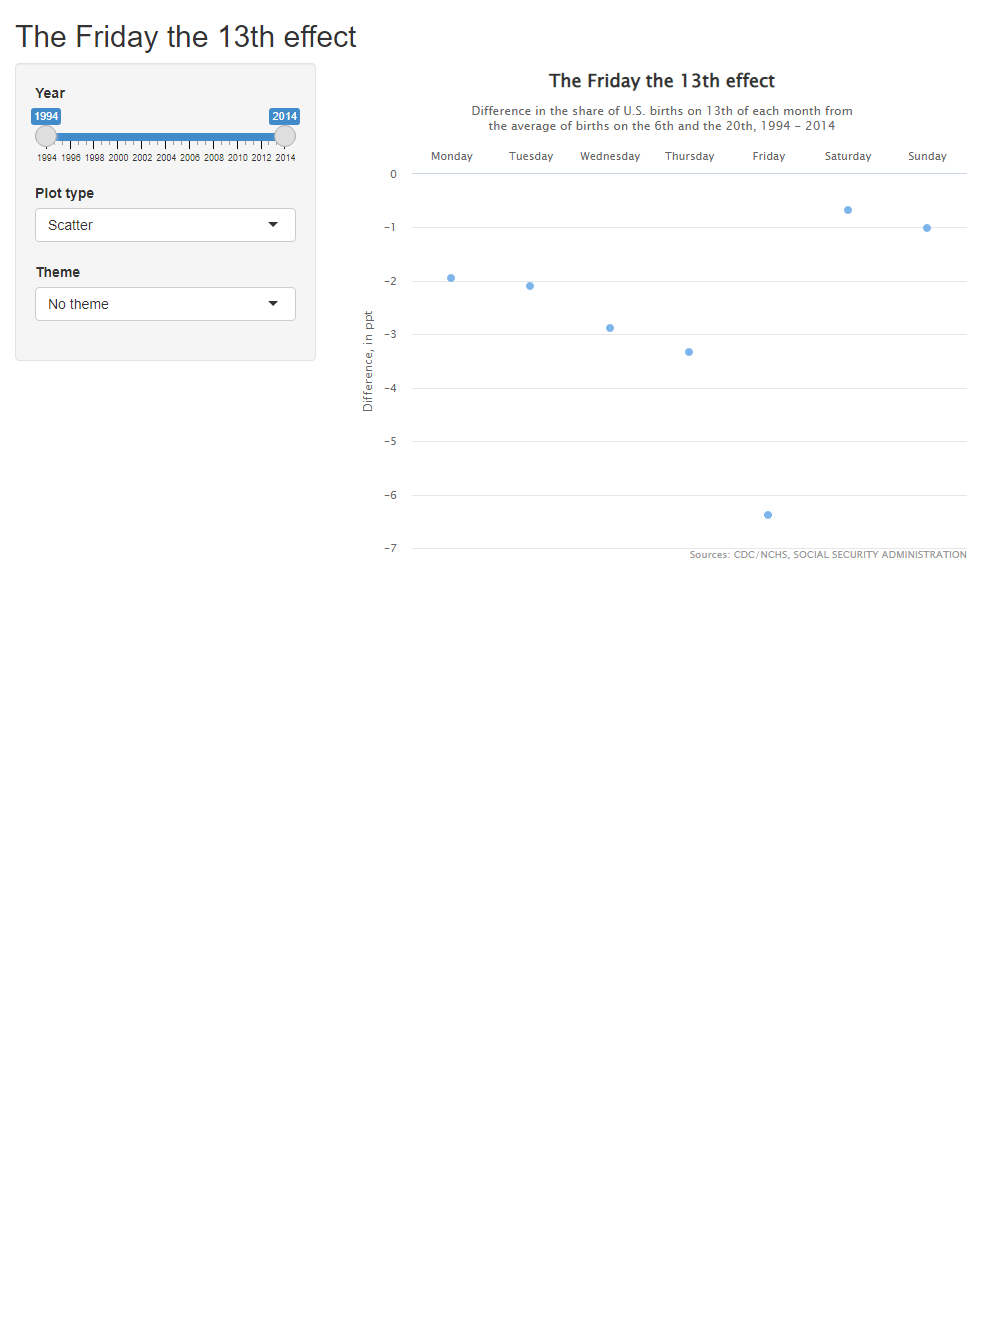 The Friday the 13th effect
Year
1994 2014
1994 1996 1998 2000 2002 2004 2006 2008 2010 2012 2014
Plot type
Scatter
Theme
No theme
The Friday the 13th effect
Difference in the share of U.S. births on 13th of each month from
the average of births on the 6th and the 20th, 1994 - 2014
Monday Tuesday Wednesday Thursday Friday Saturday Sunday
0
-1
-2
-3
-4
-5
-6
-7
Difference, in ppt
Sources: CDC/NCHS, SOCIAL SECURITY ADMINISTRATION